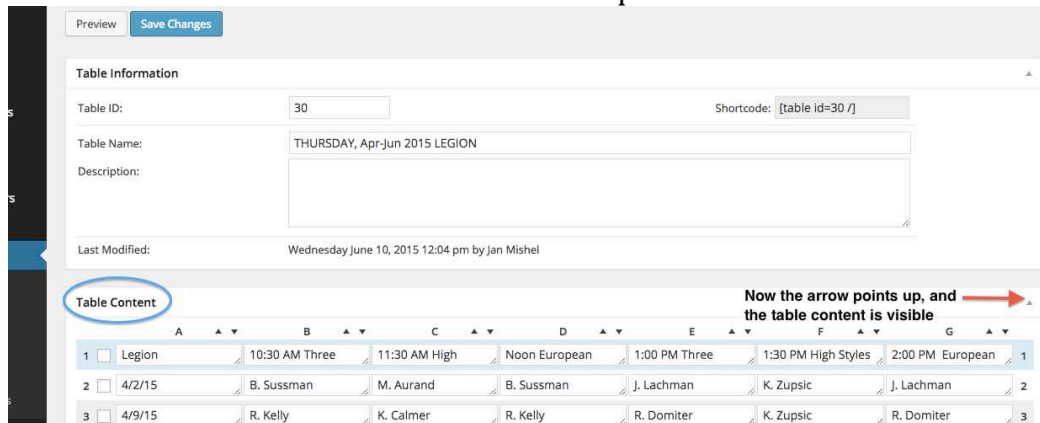 Preview Save Changes
Table Information
Table ID: 30 Shortcode: [table id=30 /]
Table Name: THURSDAY, Apr-Jun 2015 LEGION
Description:
Last Modified: Wednesday June 10, 2015 12:04 pm by Jan Mishel
Table Content
Now the arrow points up, and
the table content is visible
A B C D E F G
1 Legion 10:30 AM Three 11:30 AM High Noon European 1:00 PM Three 1:30 PM High Styles 2:00 PM European 1
2 4/2/15 B. Sussman M. Aurand B. Sussman J. Lachman K. Zupsic J. Lachman 2
3 4/9/15 R. Kelly K. Calmer R. Kelly R. Domiter K. Zupsic R. Domiter 3